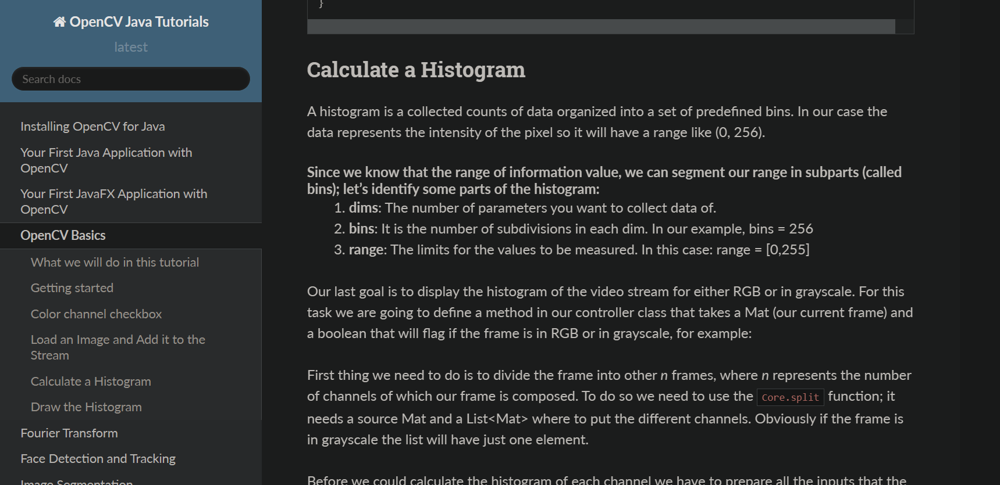 OpenCV Java Tutorials
latest
Search docs
Installing OpenCV for Java
Your First Java Application with
OpenCV
Your First JavaFX Application with
OpenCV
OpenCV Basics
What we will do in this tutorial
Getting started
Color channel checkbox
Load an Image and Add it to the
Stream
Calculate a Histogram
Draw the Histogram
Fourier Transform
Face Detection and Tracking
Image Segmentation
}
Calculate a Histogram
A histogram is a collected counts of data organized into a set of predefined bins. In our case the
data represents the intensity of the pixel so it will have a range like (0, 256).
Since we know that the range of information value, we can segment our range in subparts (called
bins); let’s identify some parts of the histogram:
1. dims: The number of parameters you want to collect data of.
2. bins: It is the number of subdivisions in each dim. In our example, bins = 256
3. range: The limits for the values to be measured. In this case: range = [0,255]
Our last goal is to display the histogram of the video stream for either RGB or in grayscale. For this
task we are going to define a method in our controller class that takes a Mat (our current frame) and
a boolean that will flag if the frame is in RGB or in grayscale, for example:
First thing we need to do is to divide the frame into other n frames, where n represents the number
of channels of which our frame is composed. To do so we need to use the Core.split function; it
needs a source Mat and a List<Mat> where to put the different channels. Obviously if the frame is
in grayscale the list will have just one element.
Before we could calculate the histogram of each channel we have to prepare all the inputs that the